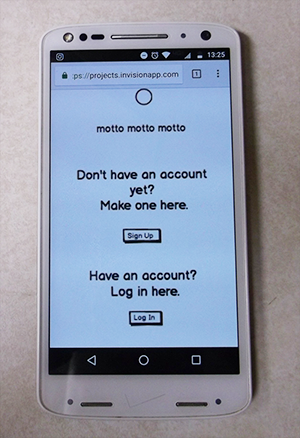 13:25
ps://projects.invisionapp.com
1
motto motto motto
Don't have an account
yet?
Make one here.
Sign Up
Have an account?
Log in here.
Log In